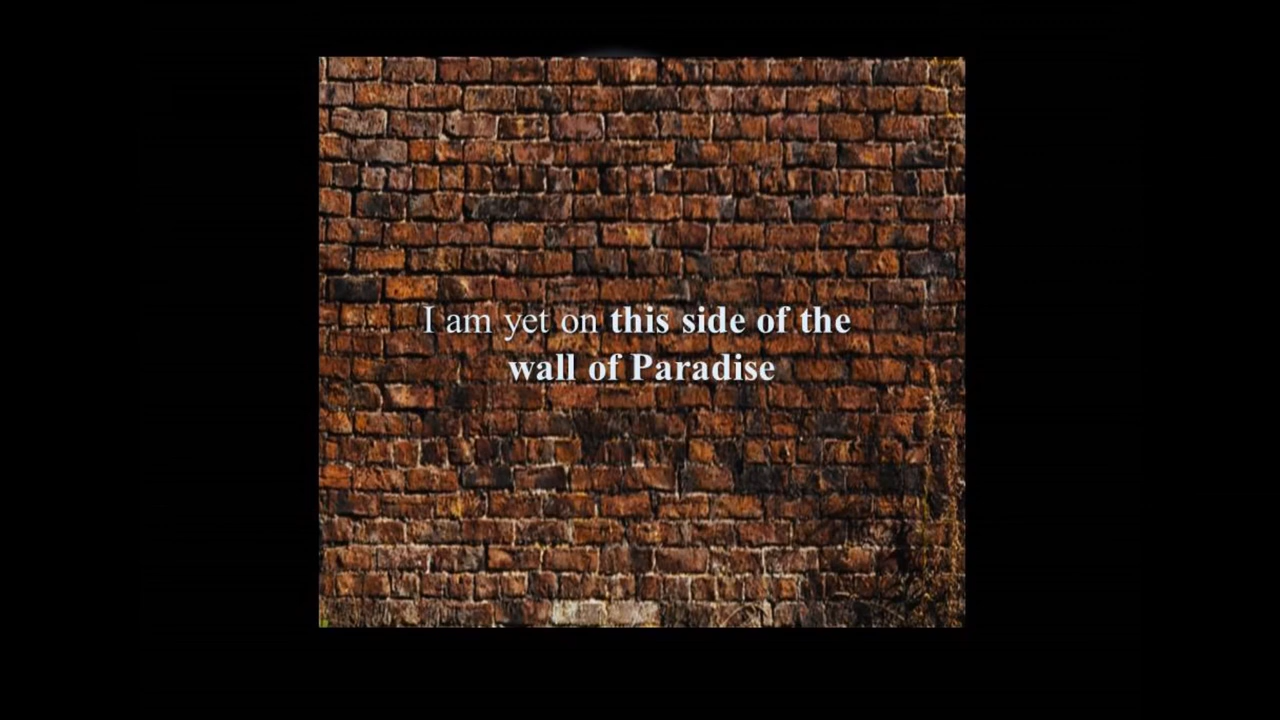 I am yet on this side of the
wall of Paradise